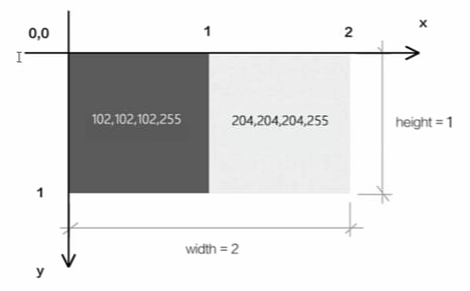 0,0
1
2
x
102,102,102,255
204,204,204,255
height = 1
1
width = 2
y